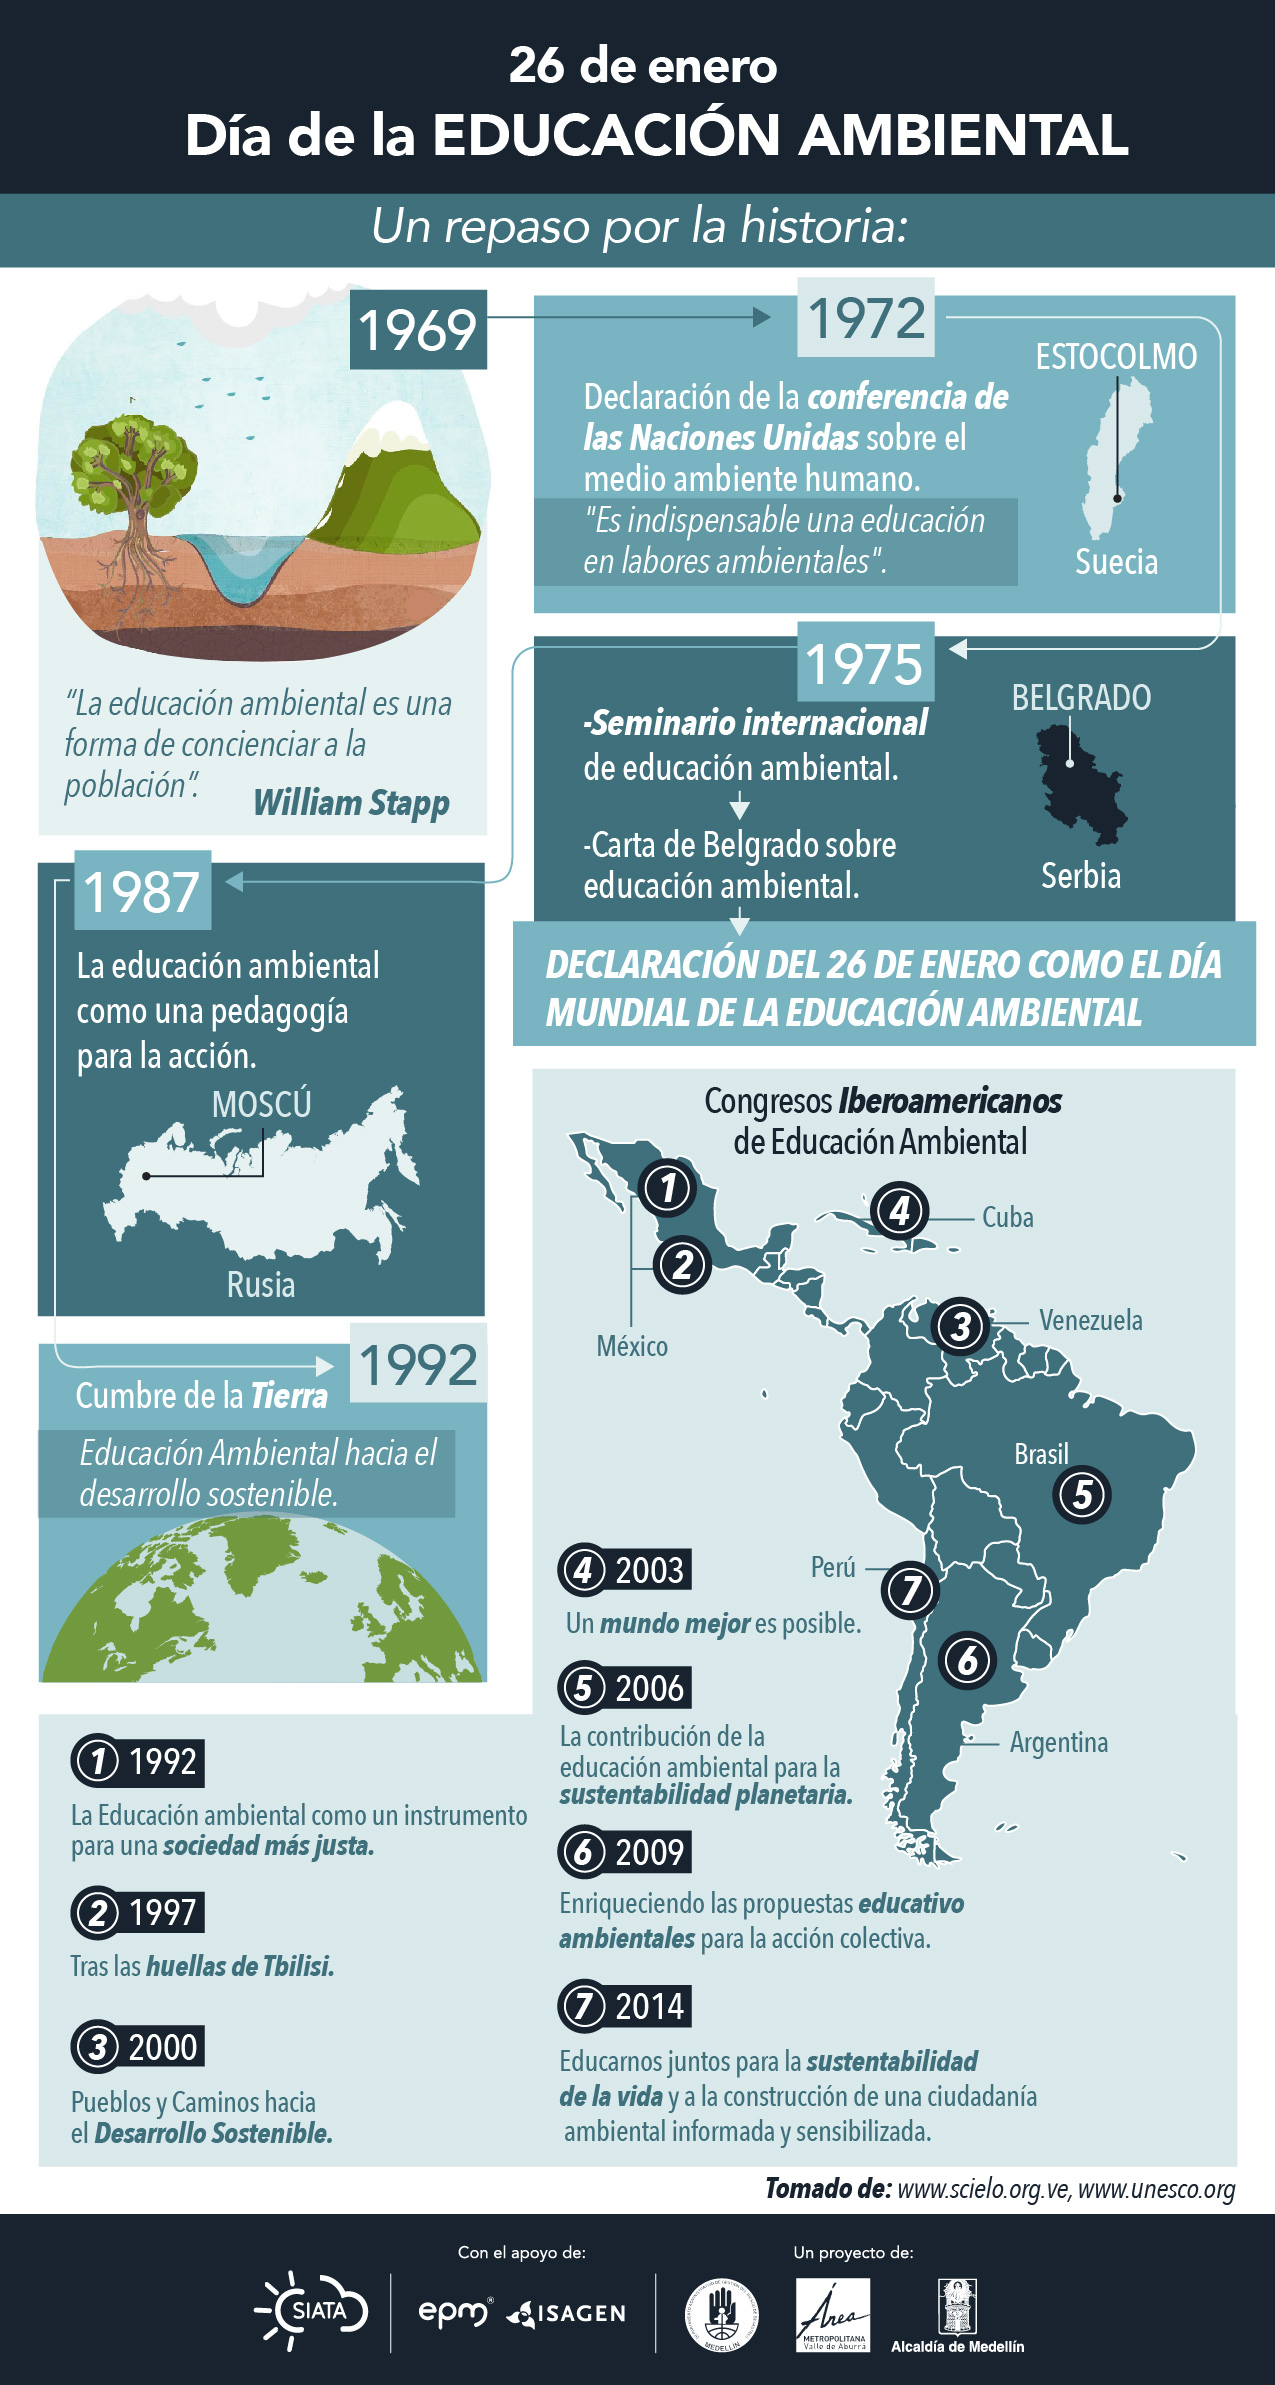 26 de enero
Día de la EDUCACIÓN AMBIENTAL
Un repaso por la historia:
1969
“La educación ambiental es una
forma de concienciar a la
población”.
William Stapp
1972
Declaración de la conferencia de
las Naciones Unidas sobre el
medio ambiente humano.
"Es indispensable una educación
en labores ambientales".
ESTOCOLMO
Suecia
1975
-Seminario internacional
de educación ambiental.
-Carta de Belgrado sobre
educación ambiental.
BELGRADO
Serbia
DECLARACIÓN DEL 26 DE ENERO COMO EL DÍA
MUNDIAL DE LA EDUCACIÓN AMBIENTAL
1987
La educación ambiental
como una pedagogía
para la acción.
MOSCÚ
Rusia
1992
Cumbre de la Tierra
Educación Ambiental hacia el
desarrollo sostenible.
Congresos Iberoamericanos
de Educación Ambiental
1
2
México
4
Cuba
3
Venezuela
Brasil
5
Perú
7
6
Argentina
1 1992
La Educación ambiental como un instrumento
para una sociedad más justa.
2 1997
Tras las huellas de Tbilisi.
3 2000
Pueblos y Caminos hacia
el Desarrollo Sostenible.
4 2003
Un mundo mejor es posible.
5 2006
La contribución de la
educación ambiental para la
sustentabilidad planetaria.
6 2009
Enriqueciendo las propuestas educativo
ambientales para la acción colectiva.
7 2014
Educarnos juntos para la sustentabilidad
de la vida y a la construcción de una ciudadanía
ambiental informada y sensibilizada.
Tomado de: www.scielo.org.ve, www.unesco.org
Con el apoyo de:
Un proyecto de:
SIATA
epm®
ISAGEN
MEDELLÍN
Área
METROPOLITANA
Valle de Aburrá
Alcaldía de Medellín